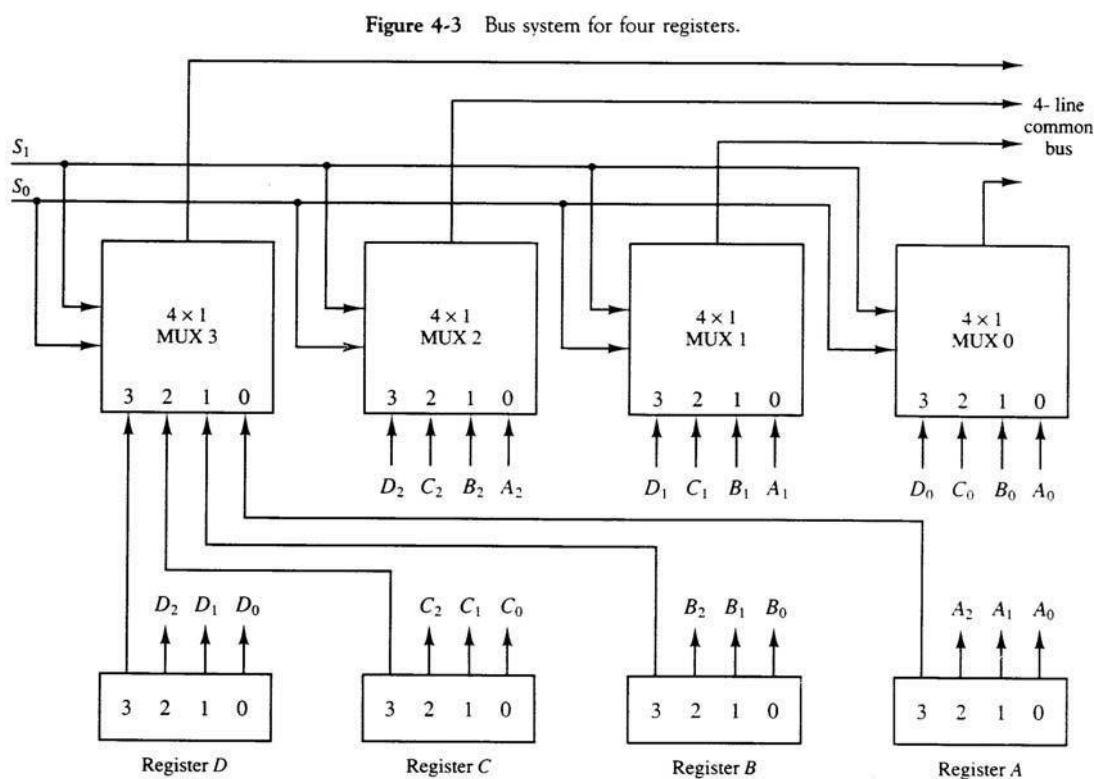 Figure 4-3 Bus system for four registers.
4- line
common
bus
S₁
S₀
4 × 1
MUX 3
3 2 1 0
4 × 1
MUX 2
3 2 1 0
4 × 1
MUX 1
3 2 1 0
4 × 1
MUX 0
3 2 1 0
D₂ C₂ B₂ A₂
D₁ C₁ B₁ A₁
D₀ C₀ B₀ A₀
D₂ D₁ D₀
C₂ C₁ C₀
B₂ B₁ B₀
A₂ A₁ A₀
3 2 1 0
3 2 1 0
3 2 1 0
3 2 1 0
Register D
Register C
Register B
Register A